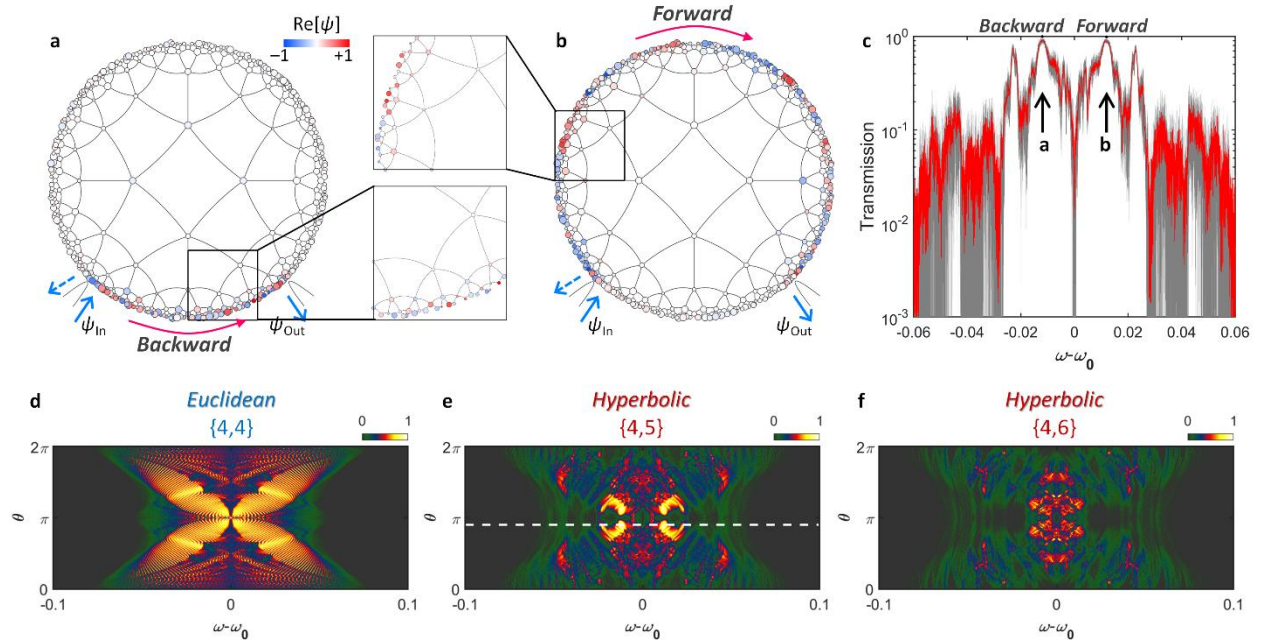 a
Re[ψ]
−1 +1
b
Forward
c
Backward Forward
ψIn
ψOut
Backward
ψIn
ψOut
Transmission
10⁰
10⁻¹
10⁻²
10⁻³
a
b
-0.06 -0.04 -0.02 0 0.02 0.04 0.06
ω-ω₀
d
Euclidean
{4,4}
0 1
2π
θ
π
0
-0.1 0 0.1
ω-ω₀
e
Hyperbolic
{4,5}
0 1
2π
θ
π
0
-0.1 0 0.1
ω-ω₀
f
Hyperbolic
{4,6}
0 1
2π
θ
π
0
-0.1 0 0.1
ω-ω₀